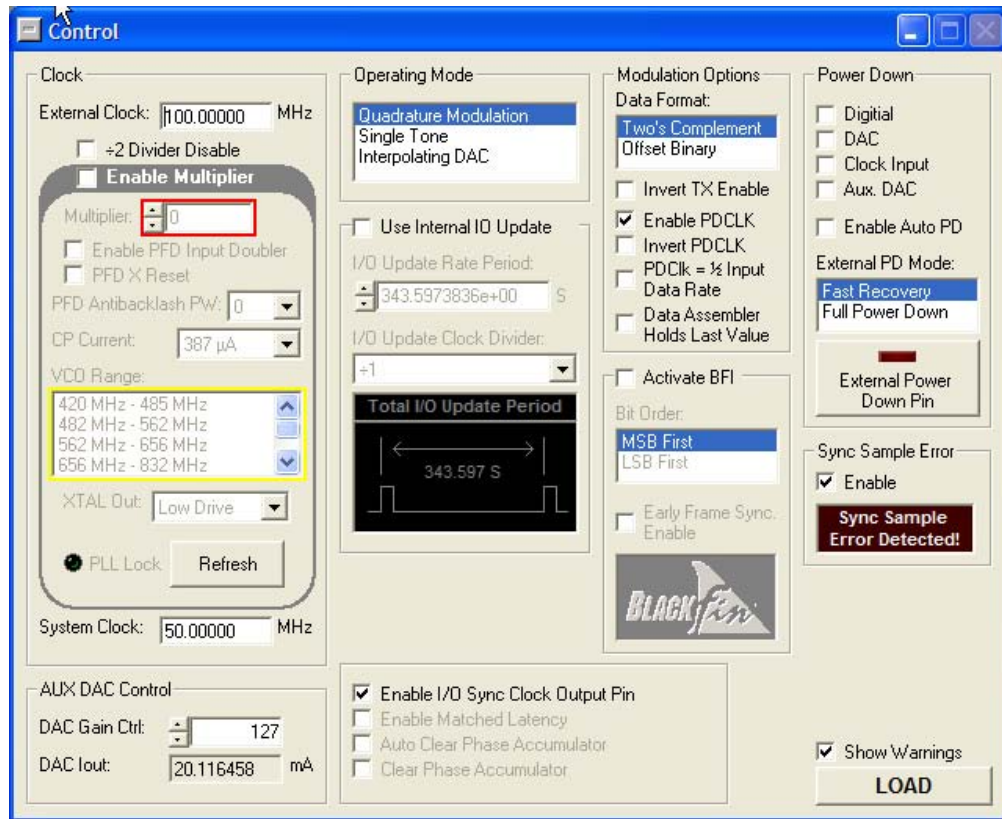 Control
Clock
External Clock: 100.00000 MHz
÷2 Divider Disable
Enable Multiplier
Multiplier: 0
Enable PFD Input Doubler
PFD X Reset
PFD Antibacklash PW: 0
CP Current: 387 µA
VCO Range:
420 MHz - 485 MHz
482 MHz - 562 MHz
562 MHz - 656 MHz
656 MHz - 832 MHz
XTAL Out: Low Drive
PLL Lock Refresh
System Clock: 50.00000 MHz
AUX DAC Control
DAC Gain Ctrl: 127
DAC Iout: 20.116458 mA
Operating Mode
Quadrature Modulation
Single Tone
Interpolating DAC
Use Internal IO Update
I/O Update Rate Period:
343.5973836e+00 S
I/O Update Clock Divider:
÷1
Total I/O Update Period
343.597 S
Enable I/O Sync Clock Output Pin
Enable Matched Latency
Auto Clear Phase Accumulator
Clear Phase Accumulator
Modulation Options
Data Format:
Two's Complement
Offset Binary
Invert TX Enable
Enable PDCLK
Invert PDCLK
PDClk = ½ Input
Data Rate
Data Assembler
Holds Last Value
Activate BFI
Bit Order:
MSB First
LSB First
Early Frame Sync.
Enable
BLACKfin
Power Down
Digitial
DAC
Clock Input
Aux. DAC
Enable Auto PD
External PD Mode:
Fast Recovery
Full Power Down
External Power
Down Pin
Sync Sample Error
Enable
Sync Sample
Error Detected!
Show Warnings
LOAD